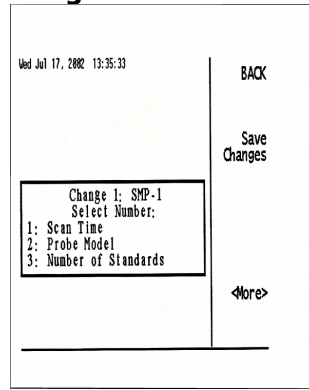 Wed Jul 17, 2002 13:35:33
BACK
Save
Changes
Change 1: SMP-1
Select Number:
1: Scan Time
2: Probe Model
3: Number of Standards
<More>